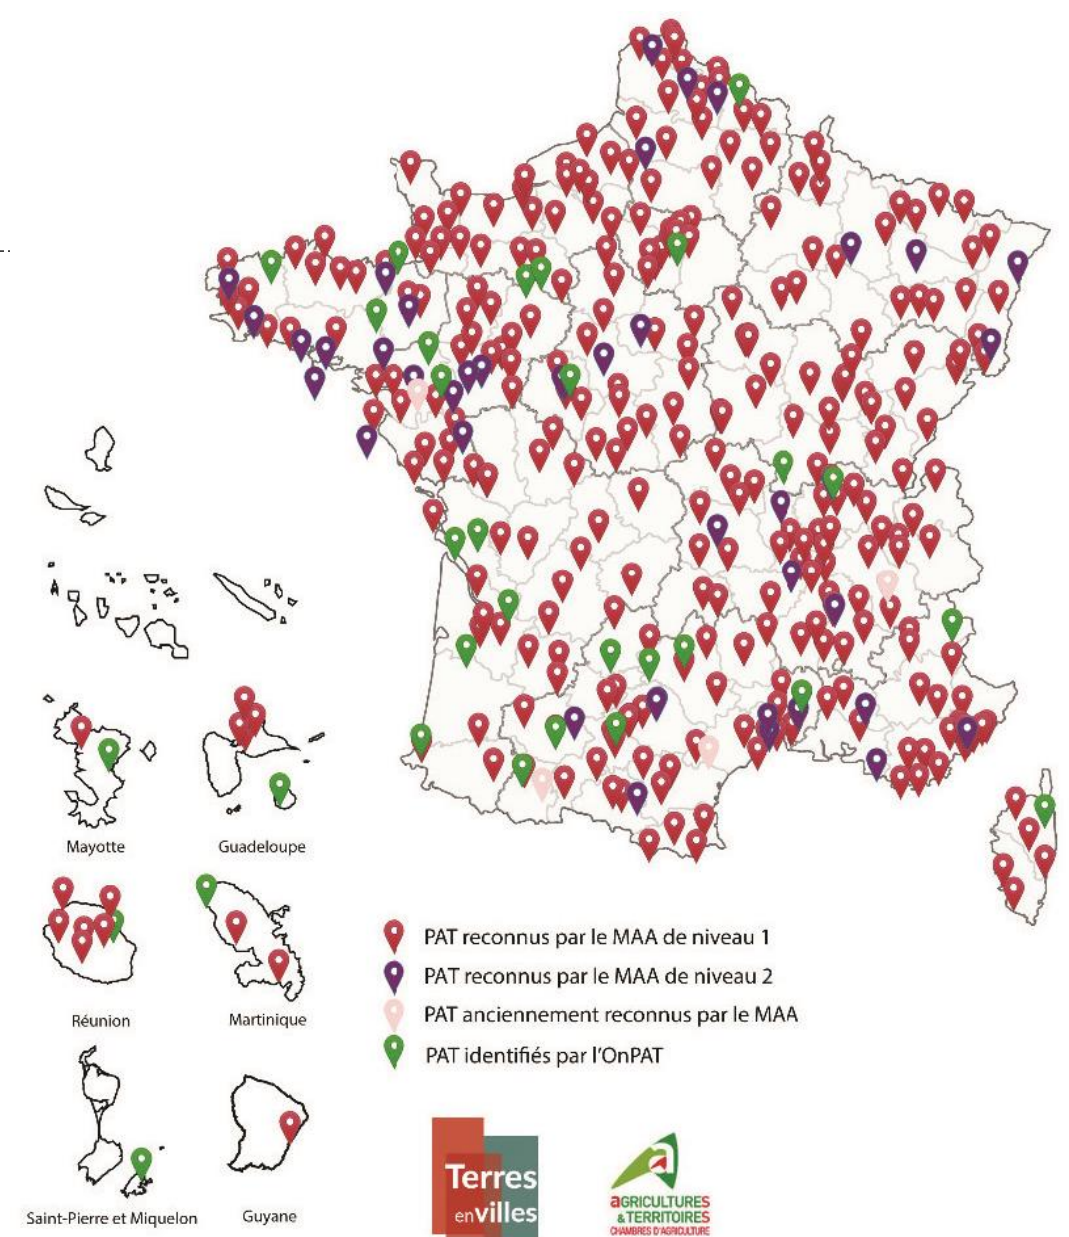 Mayotte
Guadeloupe
PAT reconnus par le MAA de niveau 1
PAT reconnus par le MAA de niveau 2
PAT anciennement reconnus par le MAA
PAT identifiés par l'OnPAT
Réunion
Martinique
Saint-Pierre et Miquelon
Guyane
Terres
en villes
a
aGRICULTURES
& TERRITOIRES
CHAMBRES D'AGRICULTURE